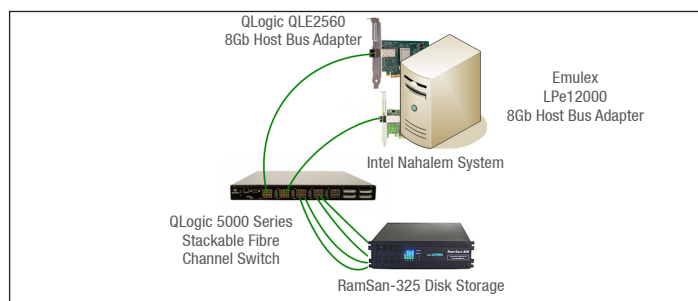 QLogic QLE2560
8Gb Host Bus Adapter
Emulex
LPe12000
8Gb Host Bus Adapter
Intel Nahalem System
QLogic 5000 Series
Stackable Fibre
Channel Switch
RamSan-325 Disk Storage